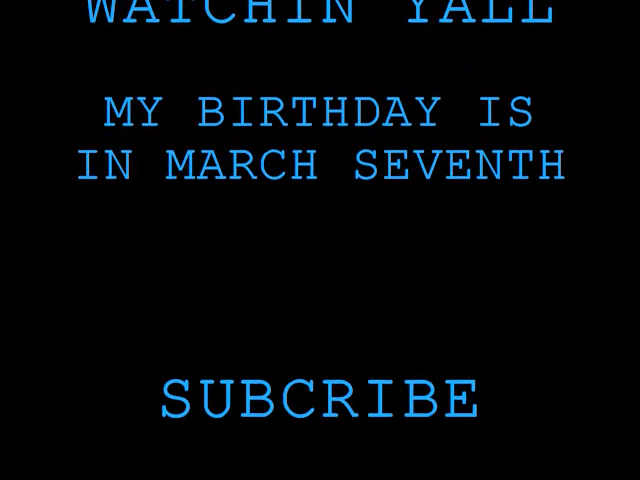 WATCHIN YALL
MY BIRTHDAY IS
IN MARCH SEVENTH
SUBCRIBE